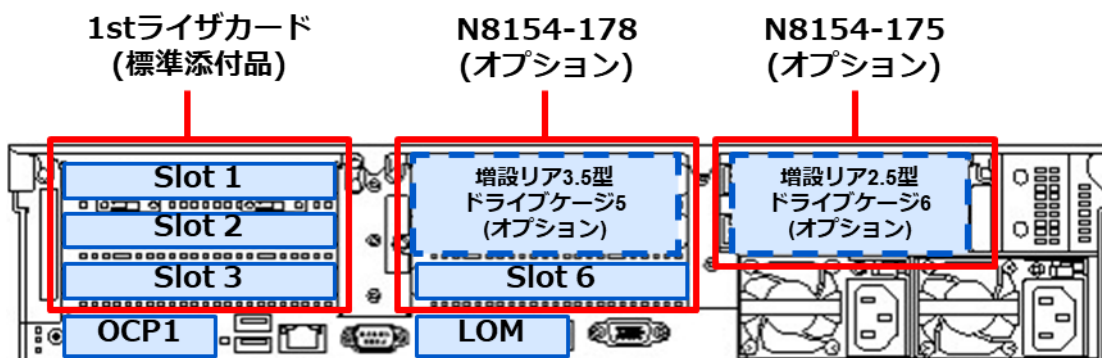 1stライザカード
(標準添付品)
N8154-178
(オプション)
N8154-175
(オプション)
Slot 1
Slot 2
Slot 3
増設リア3.5型
ドライブケージ5
(オプション)
Slot 6
増設リア2.5型
ドライブケージ6
(オプション)
OCP1
LOM